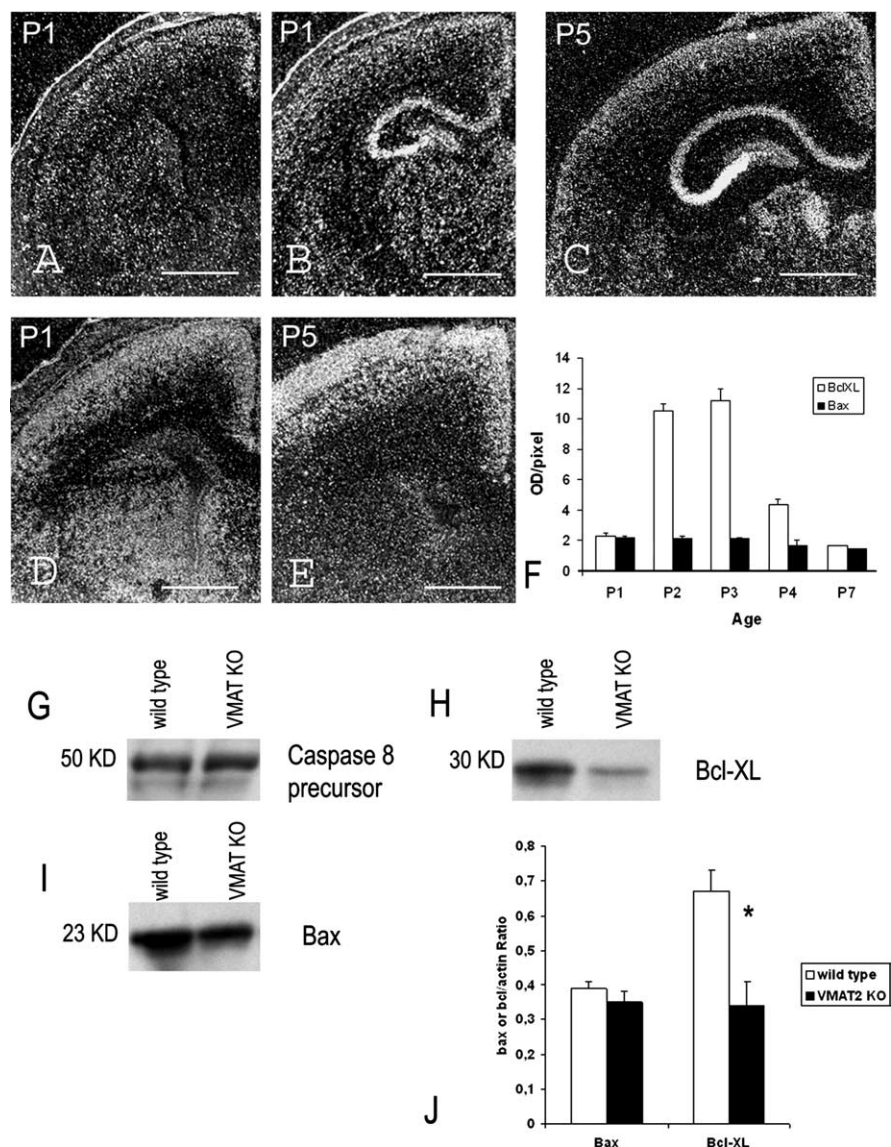 P1
A
P1
B
P5
C
P1
D
P5
E
14
12
10
8
6
4
2
0
OD/pixel
BclXL
Bax
P1 P2 P3 P4 P7
Age
F
G
wild type
VMAT KO
50 KD
Caspase 8
precursor
H
wild type
VMAT KO
30 KD
Bcl-XL
I
wild type
VMAT KO
23 KD
Bax
0,8
0,7
0,6
0,5
0,4
0,3
0,2
0,1
0
bax or bcl/actin Ratio
*
wild type
VMAT2 KO
Bax Bcl-XL
J